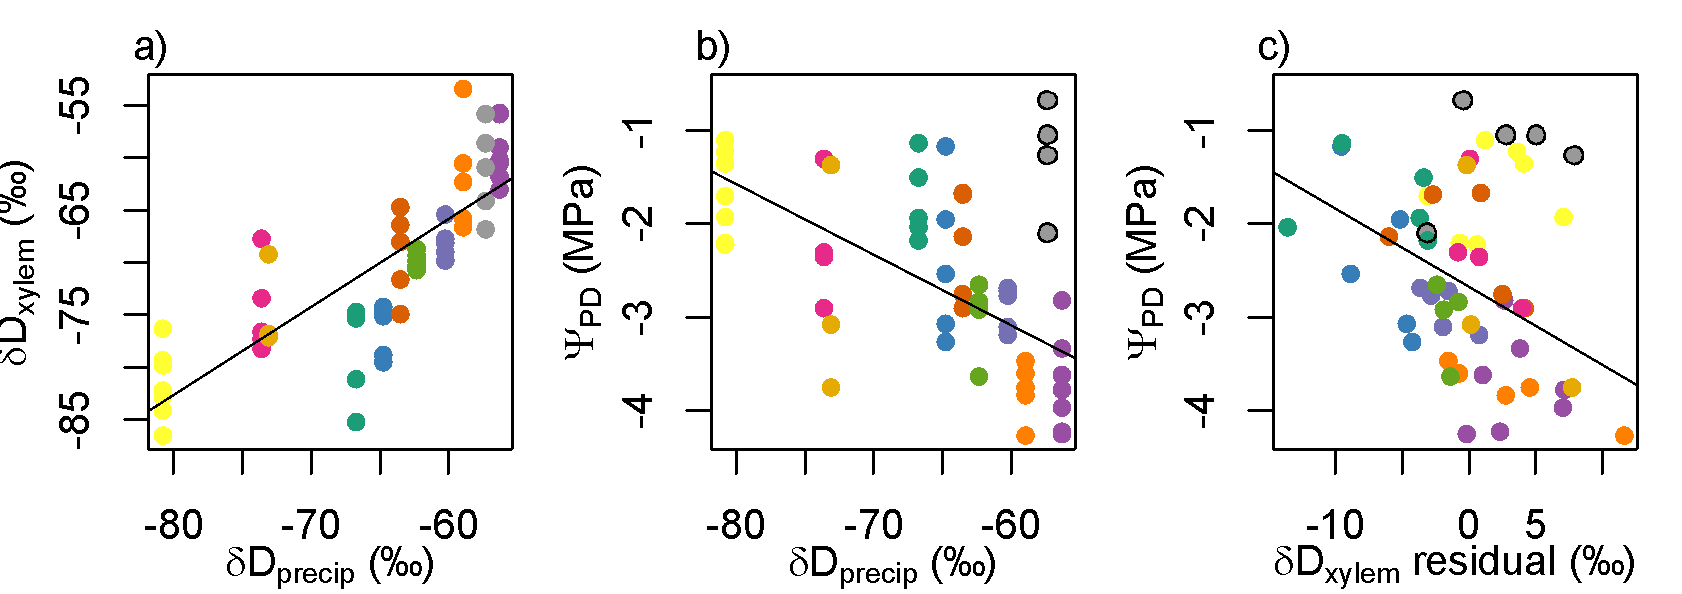 a)
δDxylem (‰)
-55
-65
-75
-85
-80 -70 -60
δDprecip (‰)
b)
ΨPD (MPa)
-1
-2
-3
-4
-80 -70 -60
δDprecip (‰)
c)
ΨPD (MPa)
-1
-2
-3
-4
-10 0 5
δDxylem residual (‰)